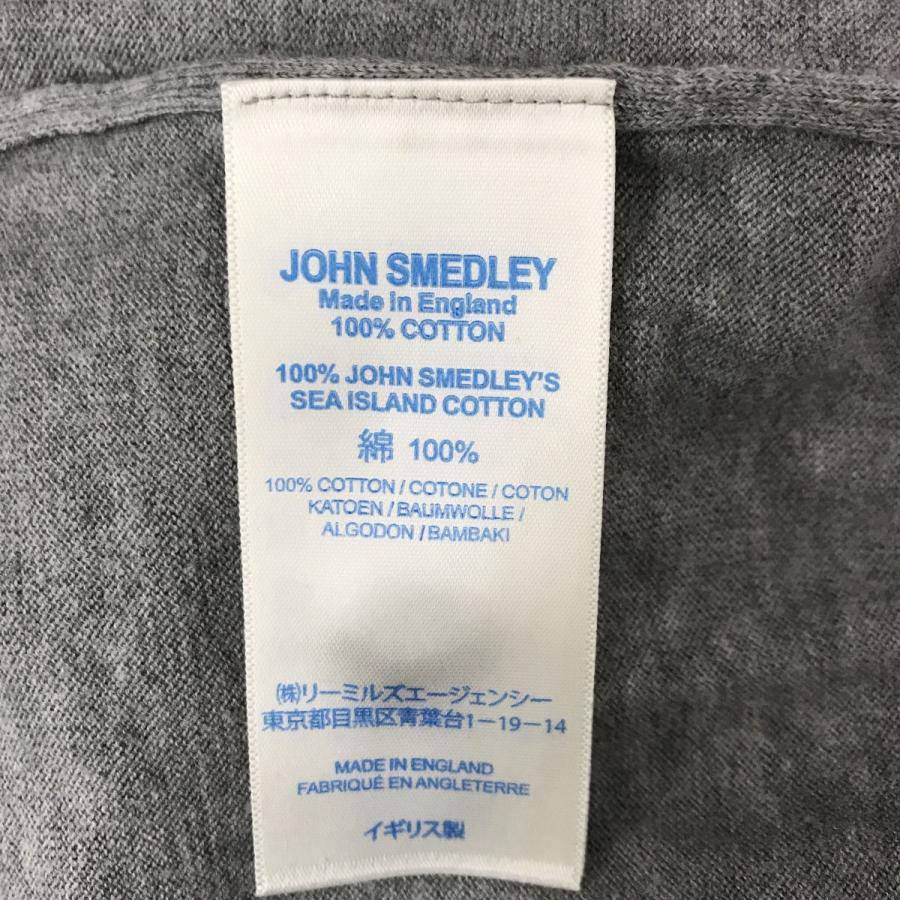 JOHN SMEDLEY
Made in England
100% COTTON
100% JOHN SMEDLEY'S
SEA ISLAND COTTON
綿 100%
100% COTTON / COTONE / COTON
KATOEN / BAUMWOLLE /
ALGODON / BAMBAKI
㈱リーミルズエージェンシー
東京都目黒区青葉台1-19-14
MADE IN ENGLAND
FABRIQUÉ EN ANGLETERRE
イギリス製